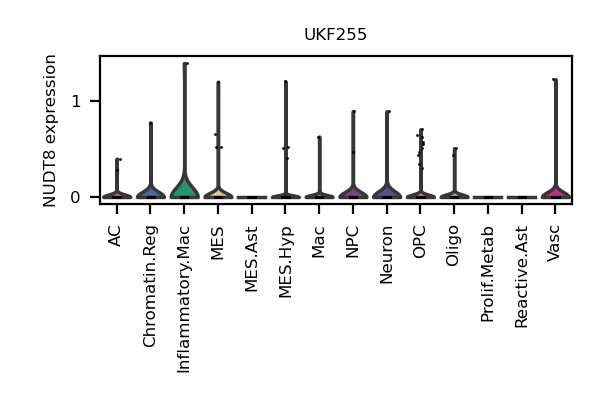 UKF255
NUDT8 expression
1
0
AC
Chromatin.Reg
Inflammatory.Mac
MES
MES.Ast
MES.Hyp
Mac
NPC
Neuron
OPC
Oligo
Prolif.Metab
Reactive.Ast
Vasc